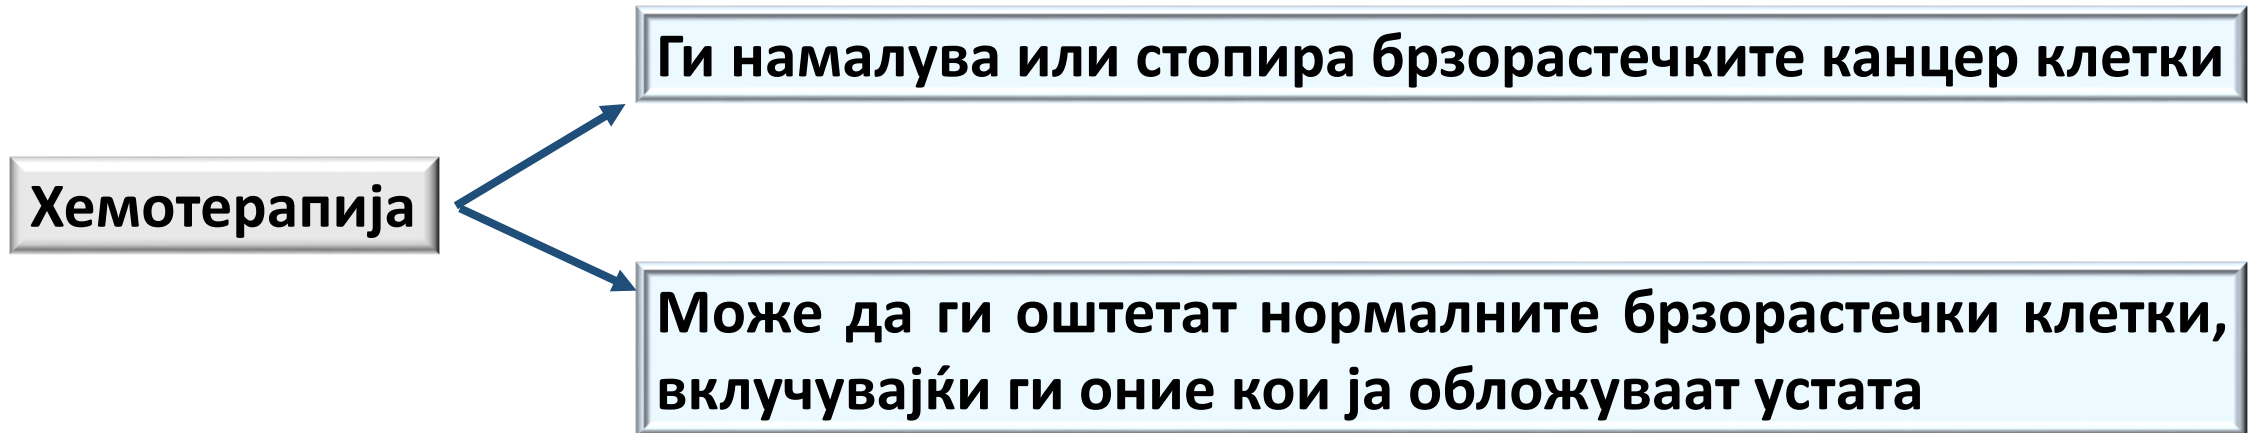 Ги намалува или стопира брзорастечките канцер клетки
Хемотерапија
Може да ги оштетат нормалните брзорастечки клетки,
вклучувајќи ги оние кои ја обложуваат устата